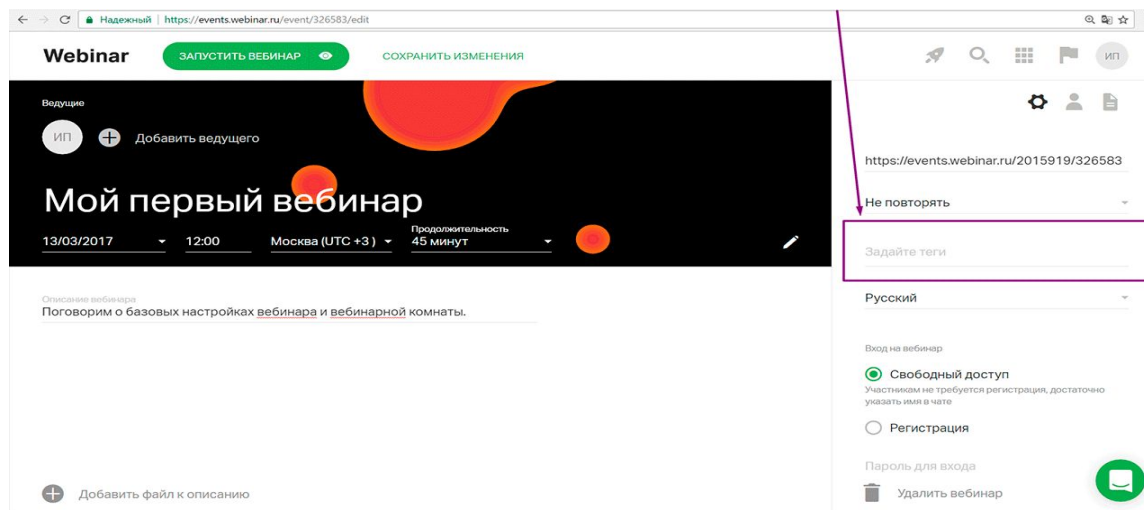 Надежный | https://events.webinar.ru/event/326583/edit
Webinar
ЗАПУСТИТЬ ВЕБИНАР
СОХРАНИТЬ ИЗМЕНЕНИЯ
ИП
Ведущие
ИП
Добавить ведущего
Мой первый вебинар
Продолжительность
13/03/2017 12:00 Москва (UTC +3 ) 45 минут
Описание вебинара
Поговорим о базовых настройках вебинара и вебинарной комнаты.
Добавить файл к описанию
https://events.webinar.ru/2015919/326583
Не повторять
Задайте теги
Русский
Вход на вебинар
Свободный доступ
Участникам не требуется регистрация, достаточно
указать имя в чате
Регистрация
Пароль для входа
Удалить вебинар